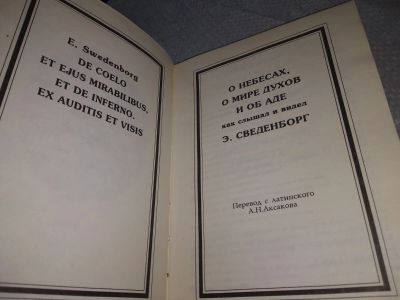 E. Swedenborg
DE COELO
ET EJUS MIRABILIBUS,
ET DE INFERNO.
EX AUDITIS ET VISIS
О НЕБЕСАХ,
О МИРЕ ДУХОВ
И ОБ АДЕ
как слышал и видел
Э. СВЕДЕНБОРГ
Перевод с латинского
А.Н.Аксакова